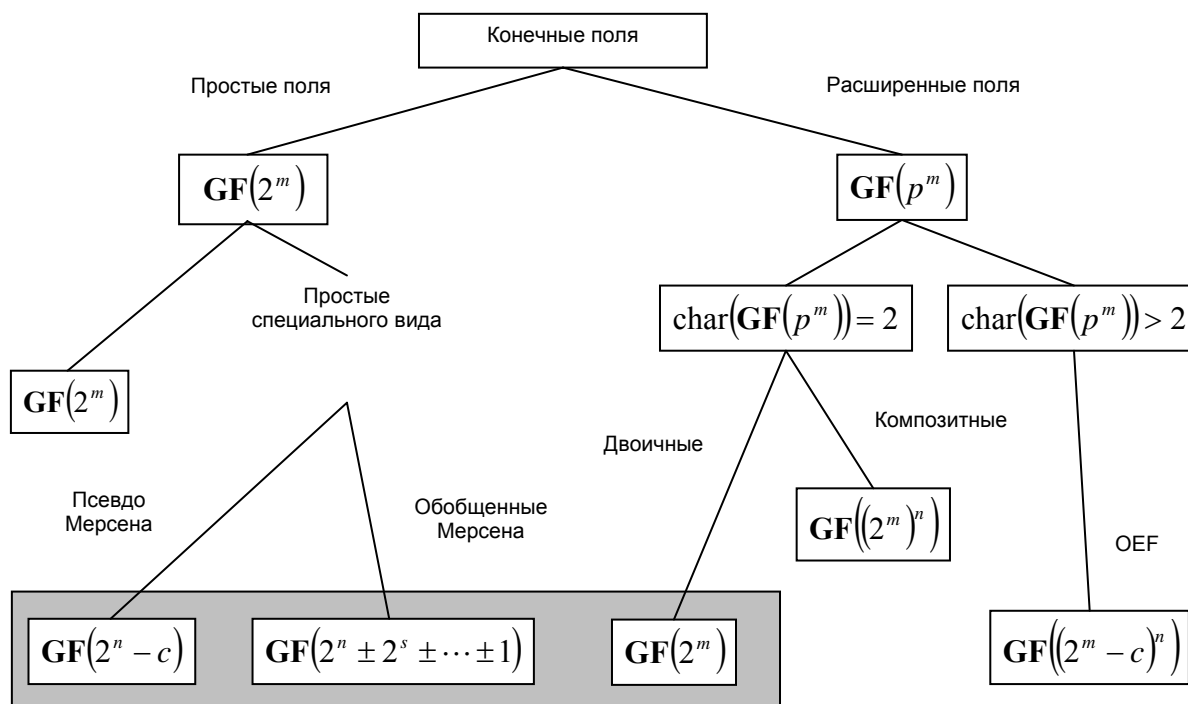 Конечные поля
Простые поля
Расширенные поля
GF(2^m)
GF(p^m)
Простые
специального вида
char(GF(p^m)) = 2
char(GF(p^m)) > 2
GF(2^m)
Двоичные
Композитные
Псевдо
Мерсена
Обобщенные
Мерсена
GF((2^m)^n)
OEF
GF(2^n − c)
GF(2^n ± 2^s ± ⋯ ± 1)
GF(2^m)
GF((2^m − c)^n)